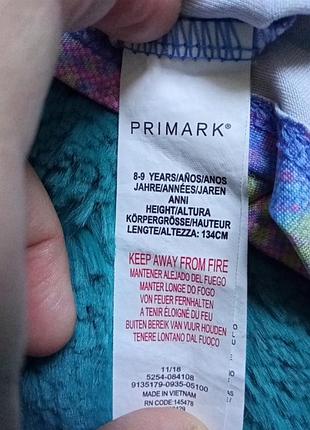 PRIMARK®
8-9 YEARS/AÑOS/ANOS
JAHRE/ANNÉES/JAREN
ANNI
HEIGHT/ALTURA
KÖRPERGRÖSSE/HAUTEUR
LENGTE/ALTEZZA: 134CM
KEEP AWAY FROM FIRE
MANTENER ALEJADO DEL FUEGO
MANTER LONGE DO FOGO
VON FEUER FERNHALTEN
A TENIR ÉLOIGNÉ DU FEU
BUITEN BEREIK VAN VUUR HOUDEN
TENERE LONTANO DAL FUOCO
11/18
5254-084108
9135179-0935-05100
MADE IN VIETNAM
RN CODE: 145478